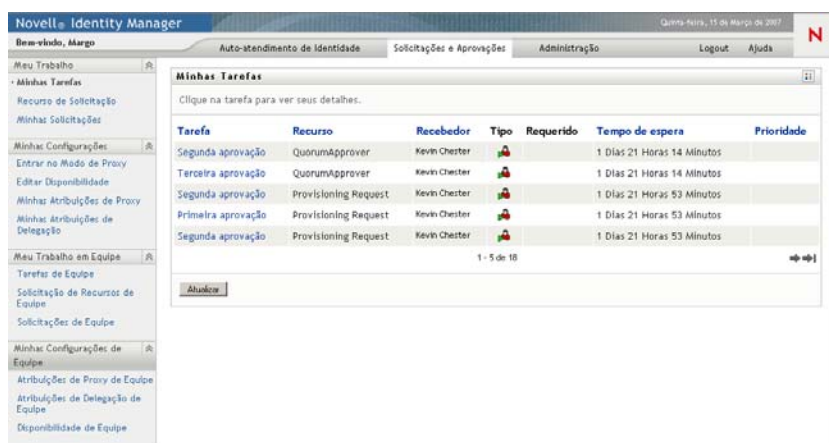 Novell® Identity Manager
Quinta-feira, 15 de Março de 2007
N
Bem-vindo, Margo
Auto-atendimento de Identidade
Solicitações e Aprovações
Administração
Logout
Ajuda
Meu Trabalho
Minhas Tarefas
Recurso de Solicitação
Minhas Solicitações
Minhas Configurações
Entrar no Modo de Proxy
Editar Disponibilidade
Minhas Atribuições de Proxy
Minhas Atribuições de
Delegação
Meu Trabalho em Equipe
Tarefas de Equipe
Solicitação de Recursos de
Equipe
Solicitações de Equipe
Minhas Configurações de
Equipe
Atribuições de Proxy de Equipe
Atribuições de Delegação de
Equipe
Disponibilidade de Equipe
Minhas Tarefas
Clique na tarefa para ver seus detalhes.
Tarefa Recurso Recebedor Tipo Requerido Tempo de espera Prioridade
Segunda aprovação QuorumApprover Kevin Chester 1 Dias 21 Horas 14 Minutos
Terceira aprovação QuorumApprover Kevin Chester 1 Dias 21 Horas 14 Minutos
Segunda aprovação Provisioning Request Kevin Chester 1 Dias 21 Horas 53 Minutos
Primeira aprovação Provisioning Request Kevin Chester 1 Dias 21 Horas 53 Minutos
Segunda aprovação Provisioning Request Kevin Chester 1 Dias 21 Horas 53 Minutos
1 - 5 de 18
Atualizar